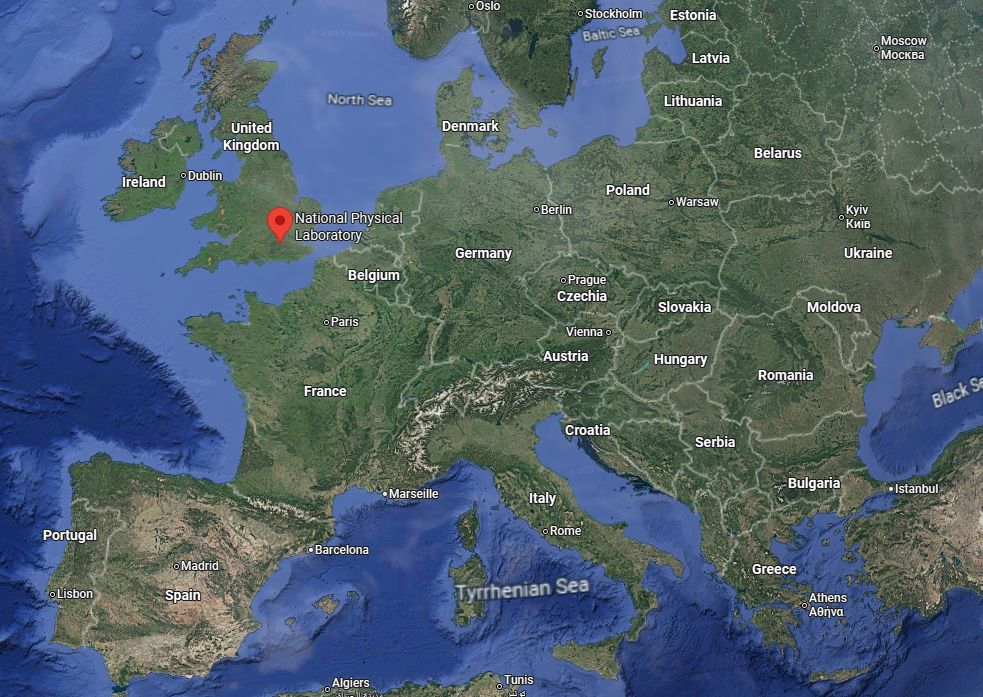 Oslo
Stockholm
Estonia
Baltic Sea
Moscow
Москва
Latvia
North Sea
Lithuania
United
Kingdom
Denmark
Belarus
Ireland
Dublin
Poland
Warsaw
Berlin
Kyiv
Київ
National Physical
Laboratory
Germany
Ukraine
Belgium
Prague
Czechia
Slovakia
Moldova
Paris
Vienna
Austria
Hungary
Romania
France
Black Se
Croatia
Serbia
Bulgaria
Istanbul
Marseille
Italy
Rome
Portugal
Barcelona
Madrid
Greece
Lisbon
Spain
Tyrrhenian Sea
Athens
Αθήνα
Algiers
Tunis